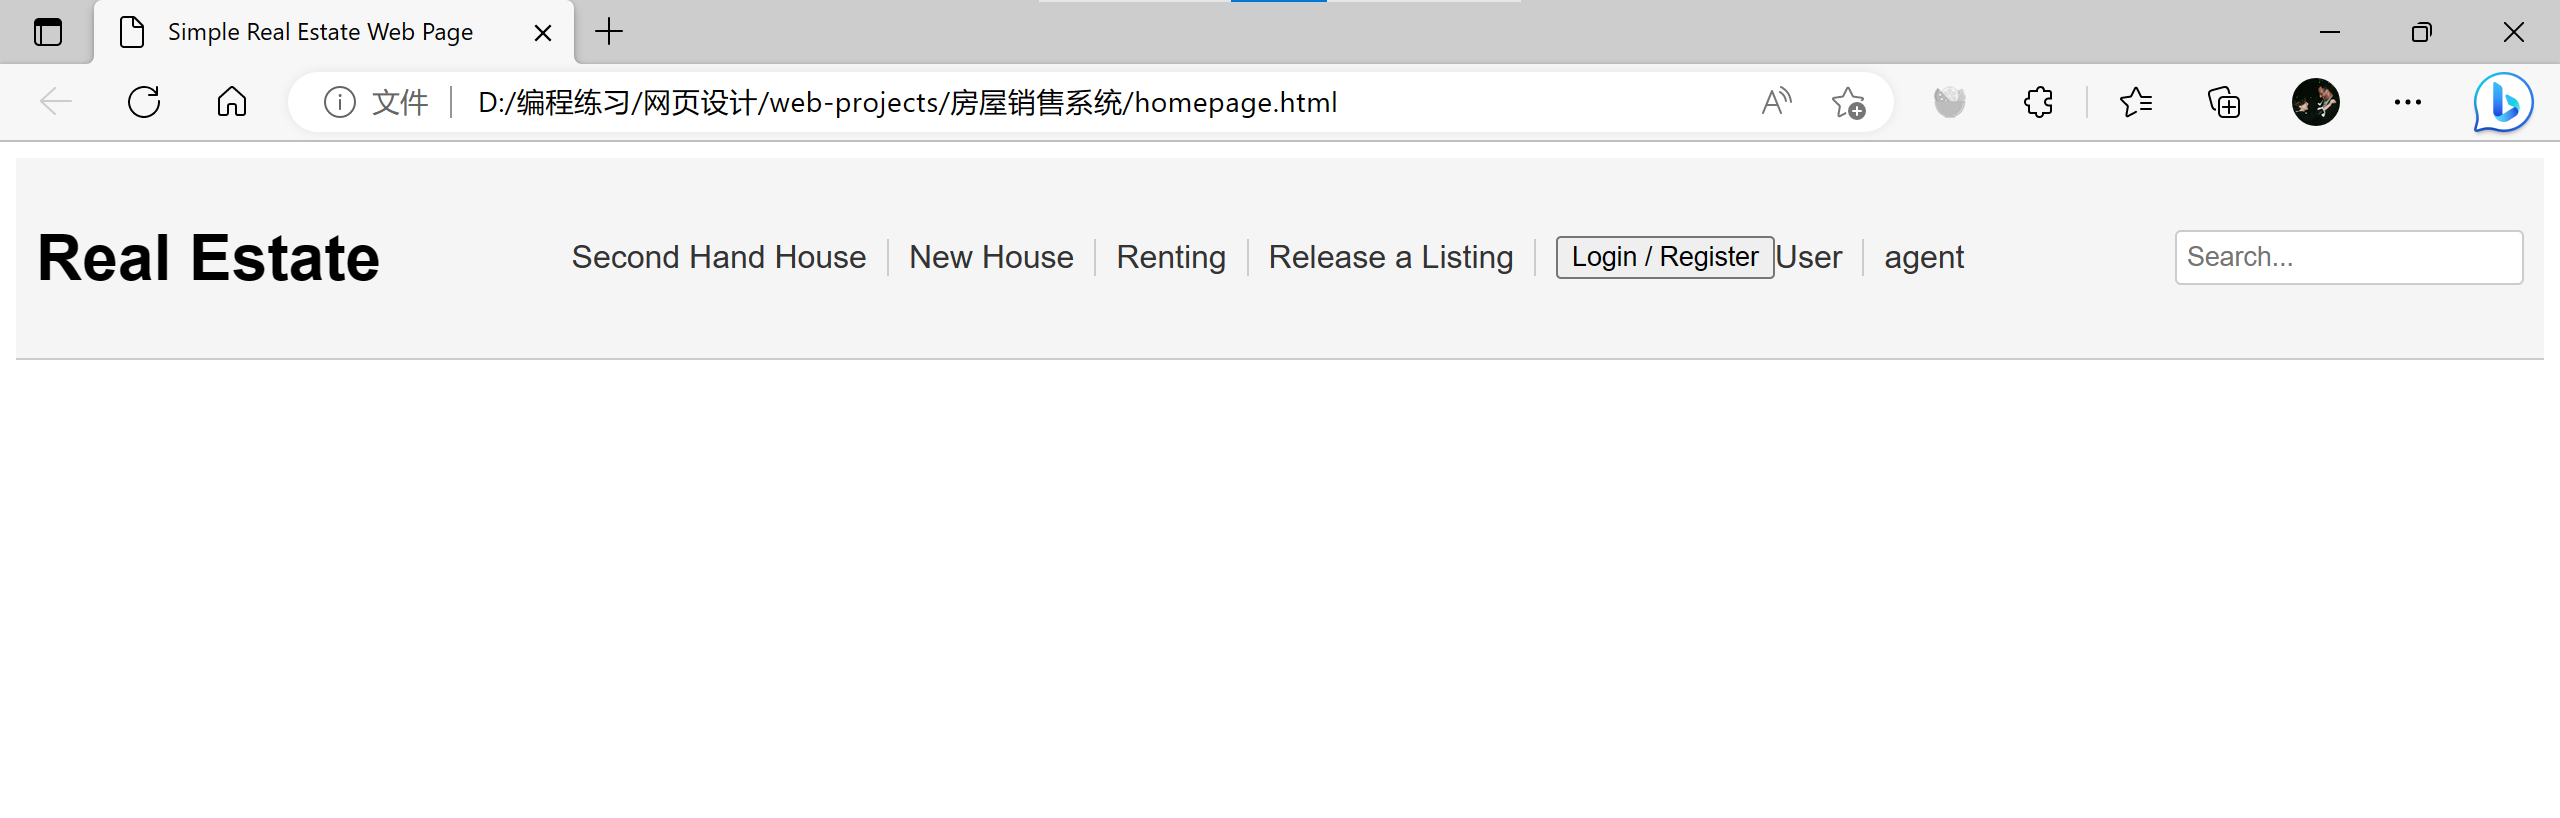 Simple Real Estate Web Page
文件 D:/编程练习/网页设计/web-projects/房屋销售系统/homepage.html
Real Estate Second Hand House New House Renting Release a Listing Login / Register User agent Search...